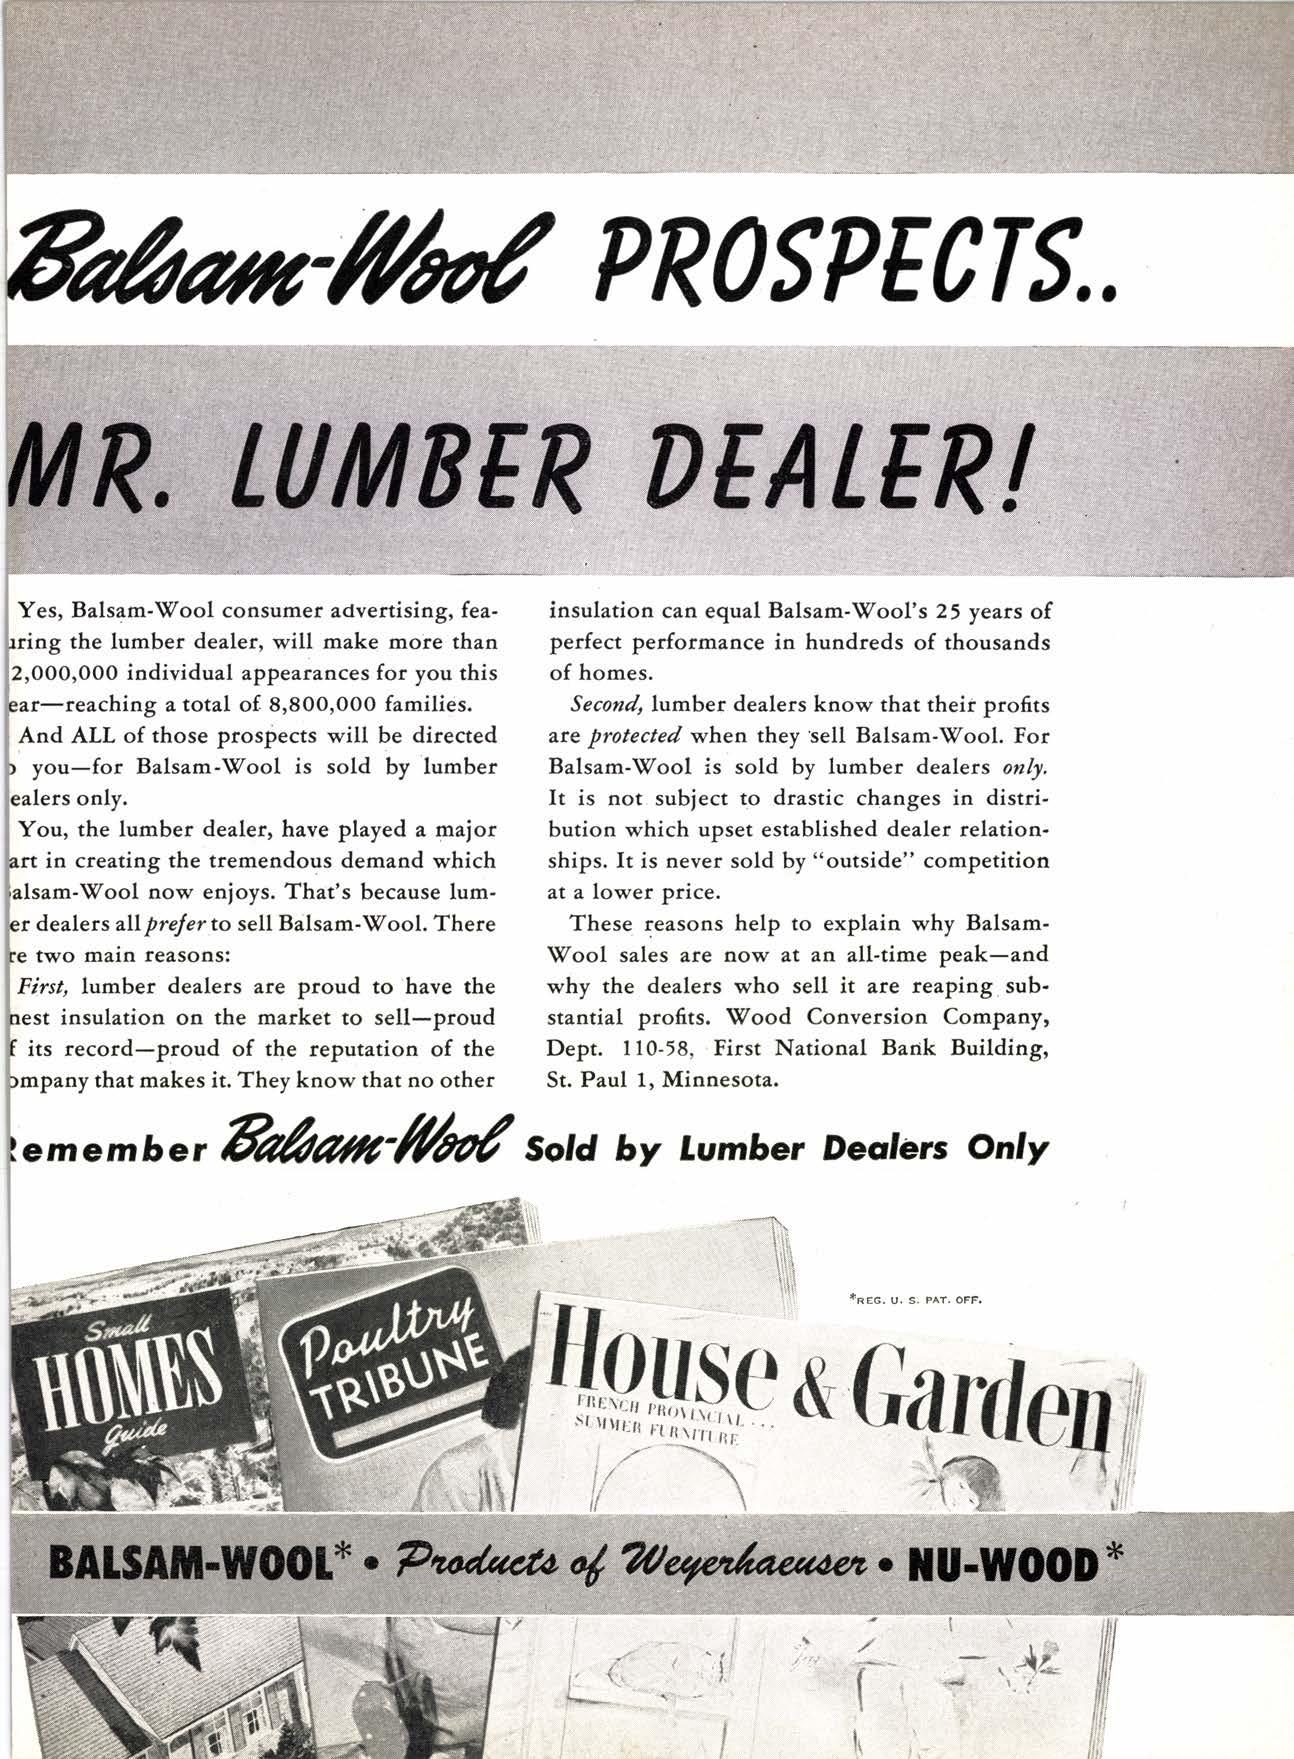 Balsam-Wool PROSPECTS..
MR. LUMBER DEALER!
Yes, Balsam-Wool consumer advertising, fea-
uring the lumber dealer, will make more than
2,000,000 individual appearances for you this
ear—reaching a total of 8,800,000 families.
And ALL of those prospects will be directed
you—for Balsam-Wool is sold by lumber
ealers only.
You, the lumber dealer, have played a major
art in creating the tremendous demand which
alsam-Wool now enjoys. That's because lum-
er dealers all prefer to sell Balsam-Wool. There
re two main reasons:
First, lumber dealers are proud to have the
nest insulation on the market to sell—proud
f its record—proud of the reputation of the
ompany that makes it. They know that no other
insulation can equal Balsam-Wool's 25 years of
perfect performance in hundreds of thousands
of homes.
Second, lumber dealers know that their profits
are protected when they sell Balsam-Wool. For
Balsam-Wool is sold by lumber dealers only.
It is not subject to drastic changes in distri-
bution which upset established dealer relation-
ships. It is never sold by "outside" competition
at a lower price.
These reasons help to explain why Balsam-
Wool sales are now at an all-time peak—and
why the dealers who sell it are reaping sub-
stantial profits. Wood Conversion Company,
Dept. 110-58, First National Bank Building,
St. Paul 1, Minnesota.
emember Balsam-Wool Sold by Lumber Dealers Only
*REG. U. S. PAT. OFF.
Small
HOMES
Guide
Poultry
TRIBUNE
House & Garden
FRENCH PROVINCIAL...
SUMMER FURNITURE
BALSAM-WOOL* • Products of Weyerhaeuser • NU-WOOD*